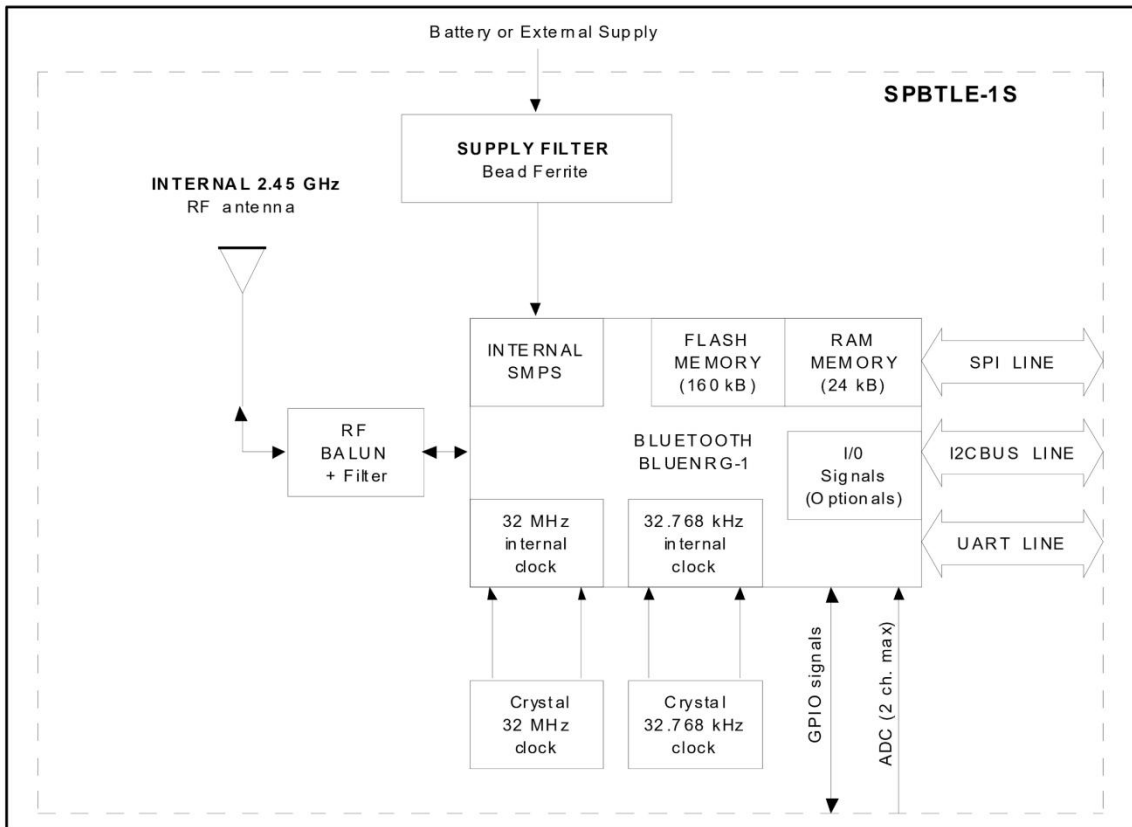 Battery or External Supply
SPBTLE-1S
SUPPLY FILTER
Bead Ferrite
INTERNAL 2.45 GHz
RF antenna
INTERNAL
SMPS
FLASH
MEMORY
(160 kB)
RAM
MEMORY
(24 kB)
SPI LINE
RF
BALUN
+ Filter
BLUETOOTH
BLUENRG-1
I/0
Signals
(Optionals)
I2CBUS LINE
32 MHz
internal
clock
32.768 kHz
internal
clock
UART LINE
Crystal
32 MHz
clock
Crystal
32.768 kHz
clock
GPIO signals
ADC (2 ch. max)